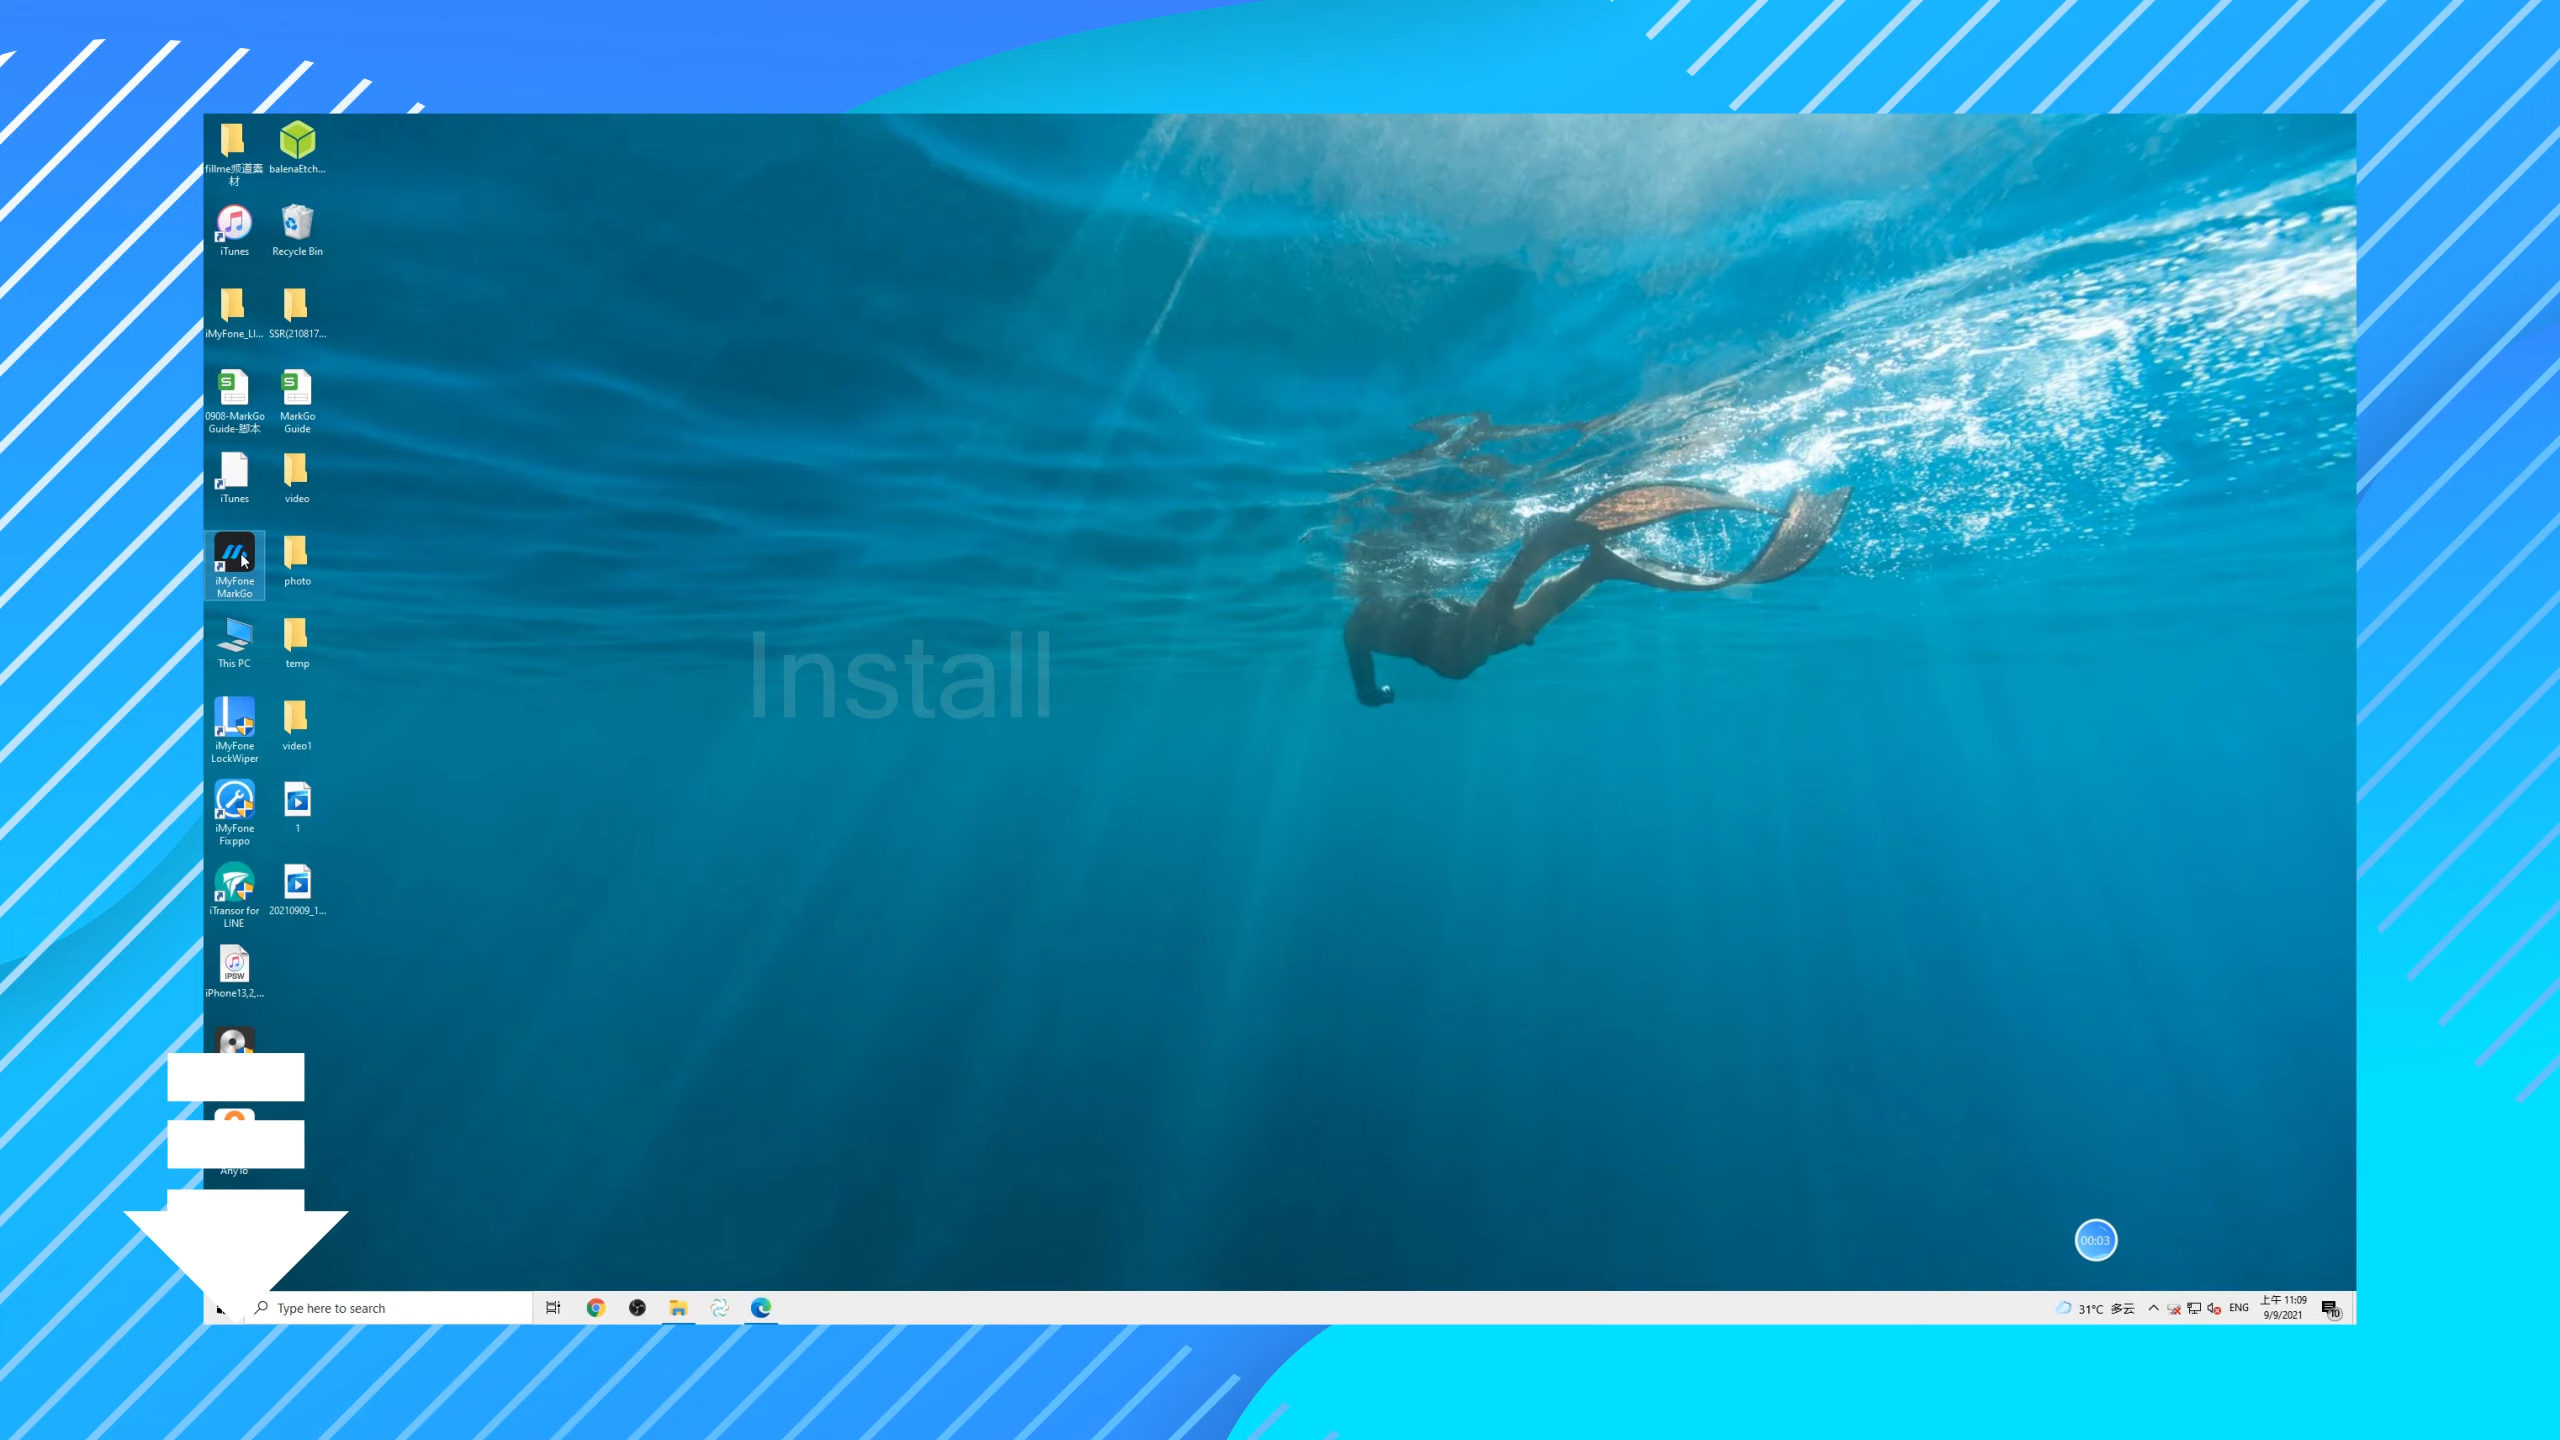 fillme频道素
材
balenaEtch...
iTunes
Recycle Bin
iMyFone_LI...
SSR(210817...
0908-MarkGo
Guide-脚本
MarkGo
Guide
iTunes
video
iMyFone
MarkGo
photo
This PC
temp
iMyFone
LockWiper
video1
iMyFone
Fixppo
1
iTransor for
LINE
20210909_1...
IPSW
iPhone13,2,...
AnyTo
Install
00:03
Type here to search
31°C 多云
ENG
上午 11:09
9/9/2021
10